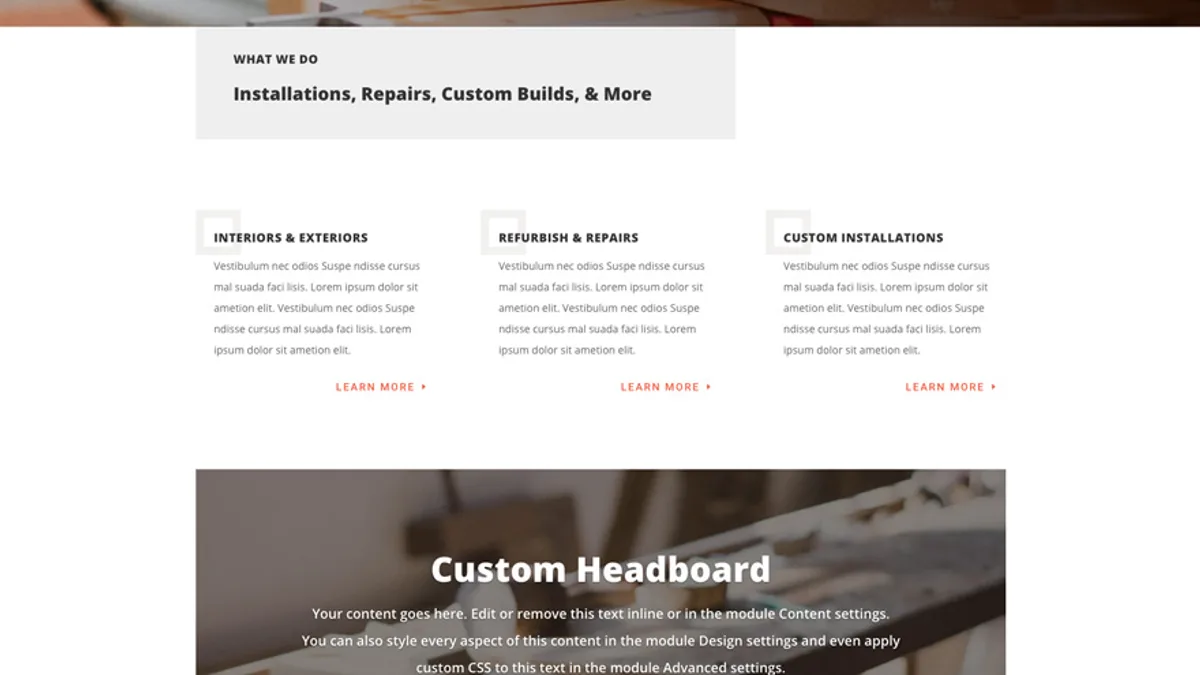 WHAT WE DO
Installations, Repairs, Custom Builds, & More
INTERIORS & EXTERIORS
Vestibulum nec odios Suspe ndisse cursus
mal suada faci lisis. Lorem ipsum dolor sit
ametion elit. Vestibulum nec odios Suspe
ndisse cursus mal suada faci lisis. Lorem
ipsum dolor sit ametion elit.
LEARN MORE
REFURBISH & REPAIRS
Vestibulum nec odios Suspe ndisse cursus
mal suada faci lisis. Lorem ipsum dolor sit
ametion elit. Vestibulum nec odios Suspe
ndisse cursus mal suada faci lisis. Lorem
ipsum dolor sit ametion elit.
LEARN MORE
CUSTOM INSTALLATIONS
Vestibulum nec odios Suspe ndisse cursus
mal suada faci lisis. Lorem ipsum dolor sit
ametion elit. Vestibulum nec odios Suspe
ndisse cursus mal suada faci lisis. Lorem
ipsum dolor sit ametion elit.
LEARN MORE
Custom Headboard
Your content goes here. Edit or remove this text inline or in the module Content settings.
You can also style every aspect of this content in the module Design settings and even apply
custom CSS to this text in the module Advanced settings.